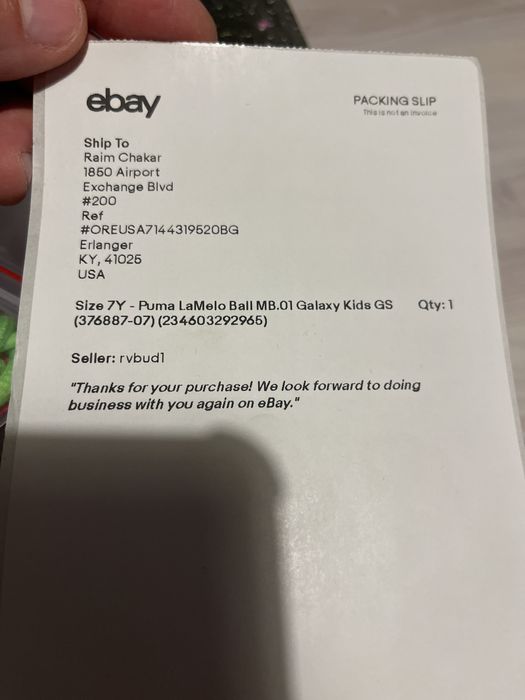 ebay
PACKING SLIP
This is not an invoice
Ship To
Raim Chakar
1850 Airport
Exchange Blvd
#200
Ref
#OREUSA7144319520BG
Erlanger
KY, 41025
USA
Size 7Y - Puma LaMelo Ball MB.01 Galaxy Kids GS Qty: 1
(376887-07) (234603292965)
Seller: rvbud1
"Thanks for your purchase! We look forward to doing
business with you again on eBay."